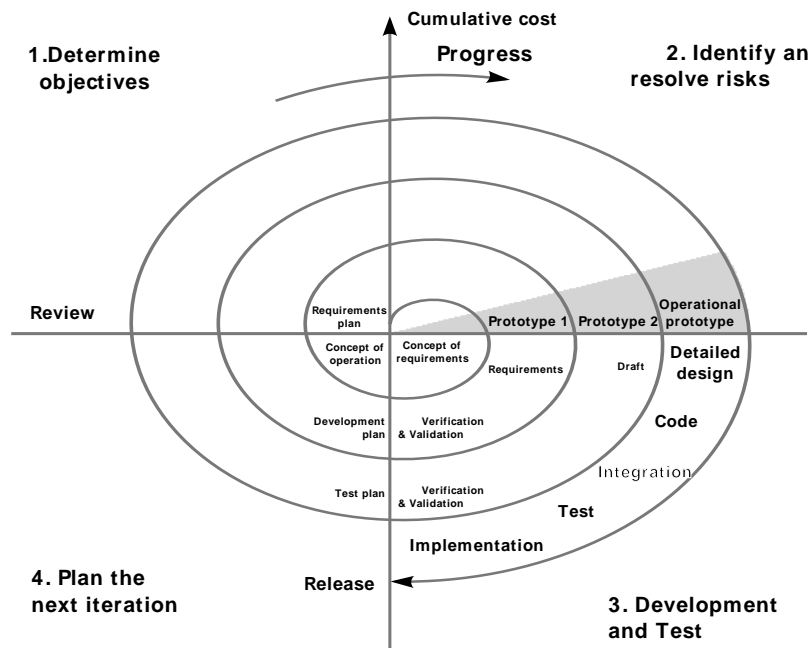 Cumulative cost
1.Determine
objectives
Progress
2. Identify an
resolve risks
Review
Requirements
plan
Prototype 1
Prototype 2
Operational
prototype
Concept of
operation
Concept of
requirements
Requirements
Draft
Detailed
design
Development
plan
Verification
& Validation
Code
Integration
Test plan
Verification
& Validation
Test
Implementation
4. Plan the
next iteration
Release
3. Development
and Test